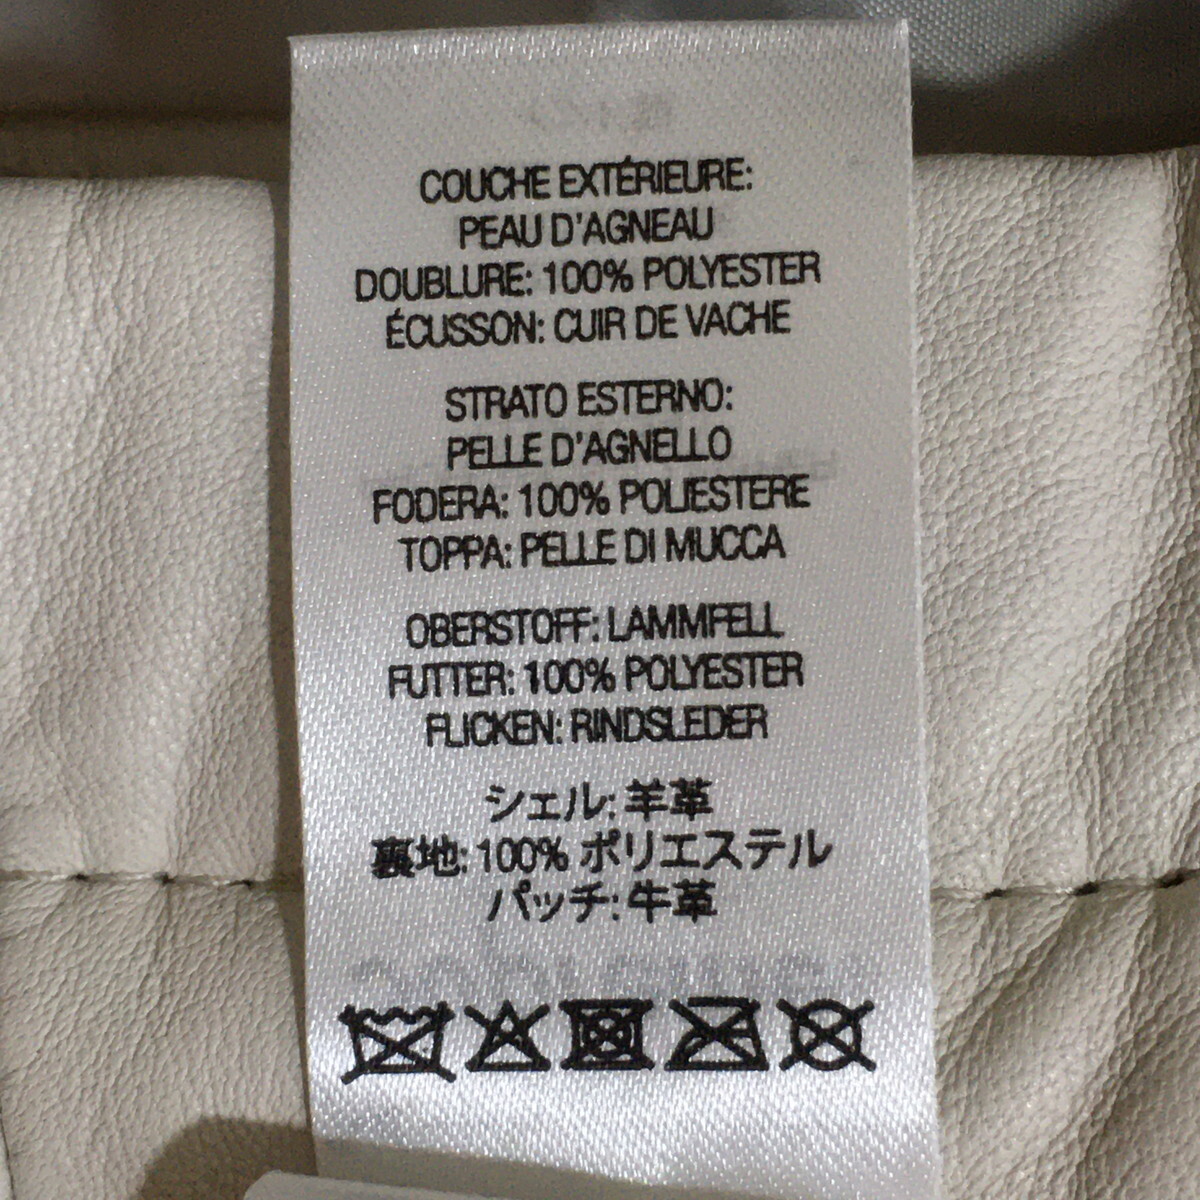 COUCHE EXTÉRIEURE:
PEAU D'AGNEAU
DOUBLURE: 100% POLYESTER
ÉCUSSON: CUIR DE VACHE
STRATO ESTERNO:
PELLE D'AGNELLO
FODERA: 100% POLIESTERE
TOPPA: PELLE DI MUCCA
OBERSTOFF: LAMMFELL
FUTTER: 100% POLYESTER
FLICKEN: RINDSLEDER
シェル: 羊革
裏地: 100% ポリエステル
パッチ: 牛革